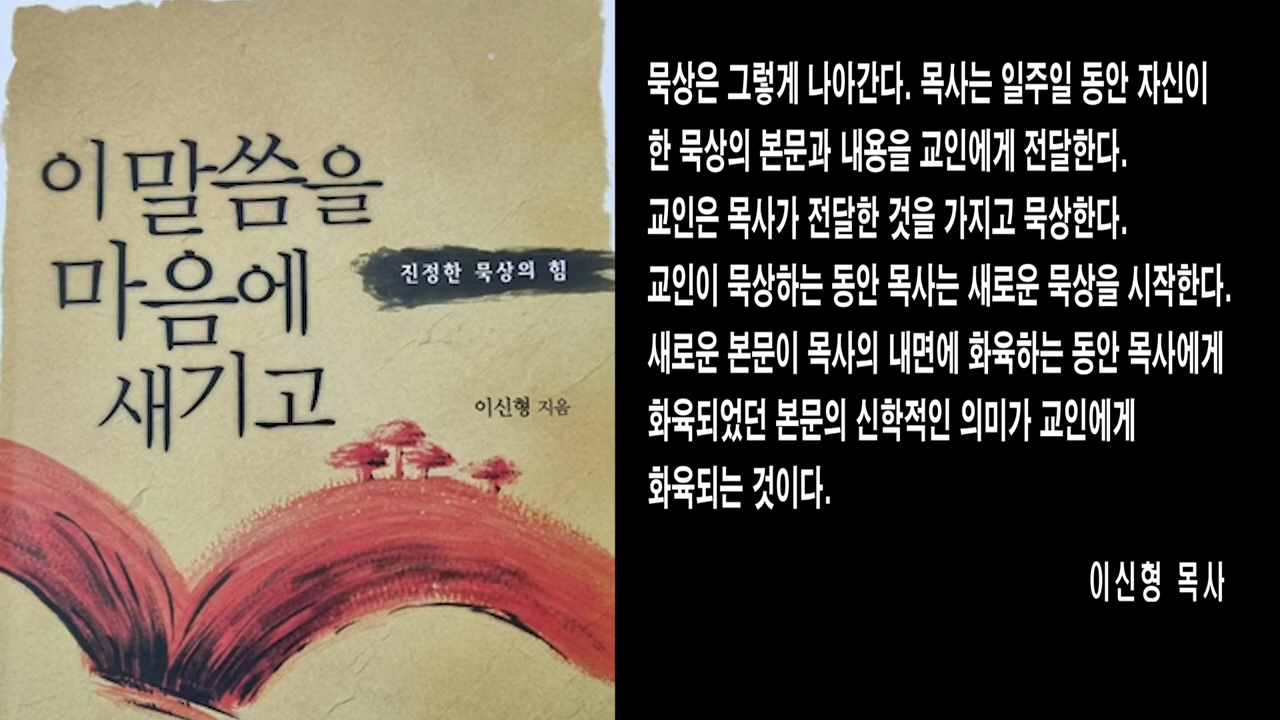 이 말씀을
마음에
새기고
진정한 묵상의 힘
이신형 지음
묵상은 그렇게 나아간다. 목사는 일주일 동안 자신이
한 묵상의 본문과 내용을 교인에게 전달한다.
교인은 목사가 전달한 것을 가지고 묵상한다.
교인이 묵상하는 동안 목사는 새로운 묵상을 시작한다.
새로운 본문이 목사의 내면에 화육하는 동안 목사에게
화육되었던 본문의 신학적인 의미가 교인에게
화육되는 것이다.
이신형 목사